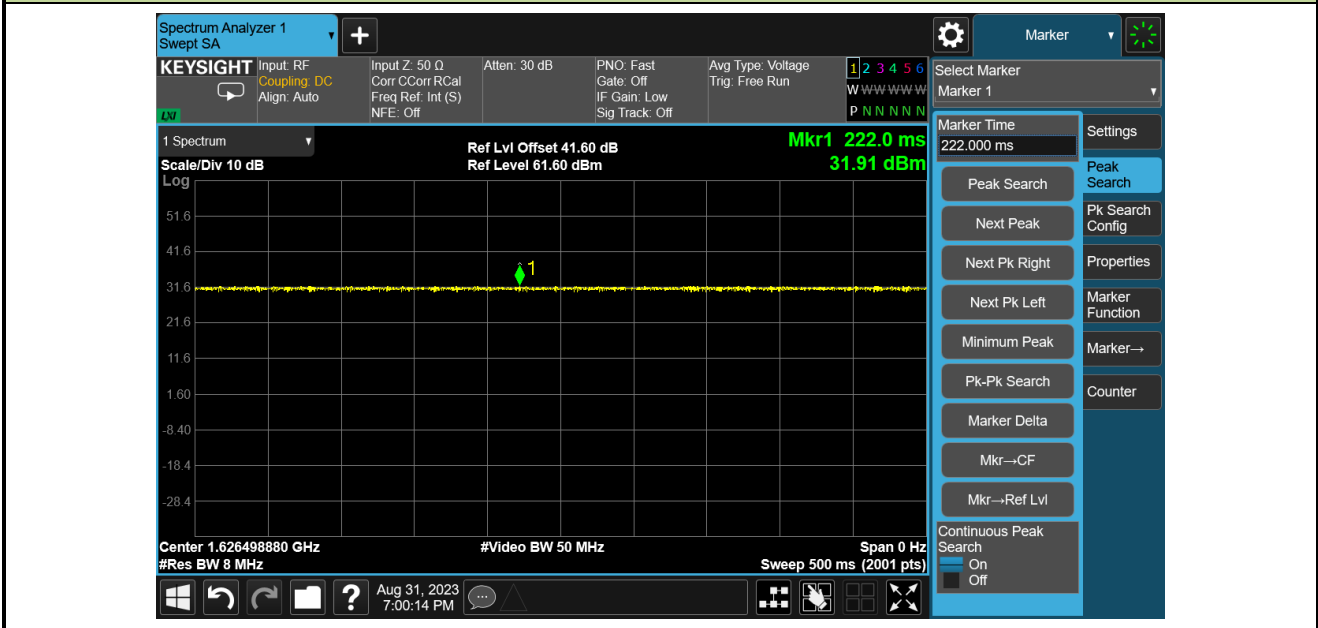 Spectrum Analyzer 1
Swept SA
+
Marker
KEYSIGHT
LXI
Input: RF
Coupling: DC
Align: Auto
Input Z: 50 Ω
Corr CCorr RCal
Freq Ref: Int (S)
NFE: Off
Atten: 30 dB
PNO: Fast
Gate: Off
IF Gain: Low
Sig Track: Off
Avg Type: Voltage
Trig: Free Run
1 2 3 4 5 6
W W W W W W
P N N N N N
Select Marker
Marker 1
1 Spectrum
Scale/Div 10 dB
Ref Lvl Offset 41.60 dB
Ref Level 61.60 dBm
Mkr1 222.0 ms
31.91 dBm
Log
51.6
41.6
31.6
21.6
11.6
1.60
-8.40
-18.4
-28.4
1
Center 1.626498880 GHz
#Res BW 8 MHz
#Video BW 50 MHz
Span 0 Hz
Sweep 500 ms (2001 pts)
Marker Time
222.000 ms
Peak Search
Next Peak
Next Pk Right
Next Pk Left
Minimum Peak
Pk-Pk Search
Marker Delta
Mkr→CF
Mkr→Ref Lvl
Continuous Peak
Search
On
Off
Settings
Peak
Search
Pk Search
Config
Properties
Marker
Function
Marker→
Counter
?
Aug 31, 2023
7:00:14 PM